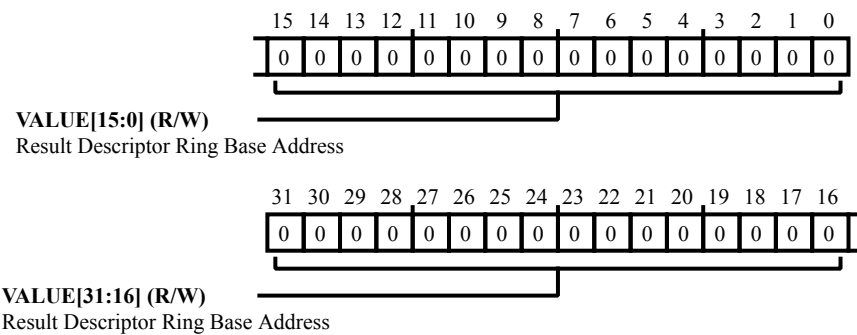 15 14 13 12 11 10 9 8 7 6 5 4 3 2 1 0
0 0 0 0 0 0 0 0 0 0 0 0 0 0 0 0
VALUE[15:0] (R/W)
Result Descriptor Ring Base Address
31 30 29 28 27 26 25 24 23 22 21 20 19 18 17 16
0 0 0 0 0 0 0 0 0 0 0 0 0 0 0 0
VALUE[31:16] (R/W)
Result Descriptor Ring Base Address